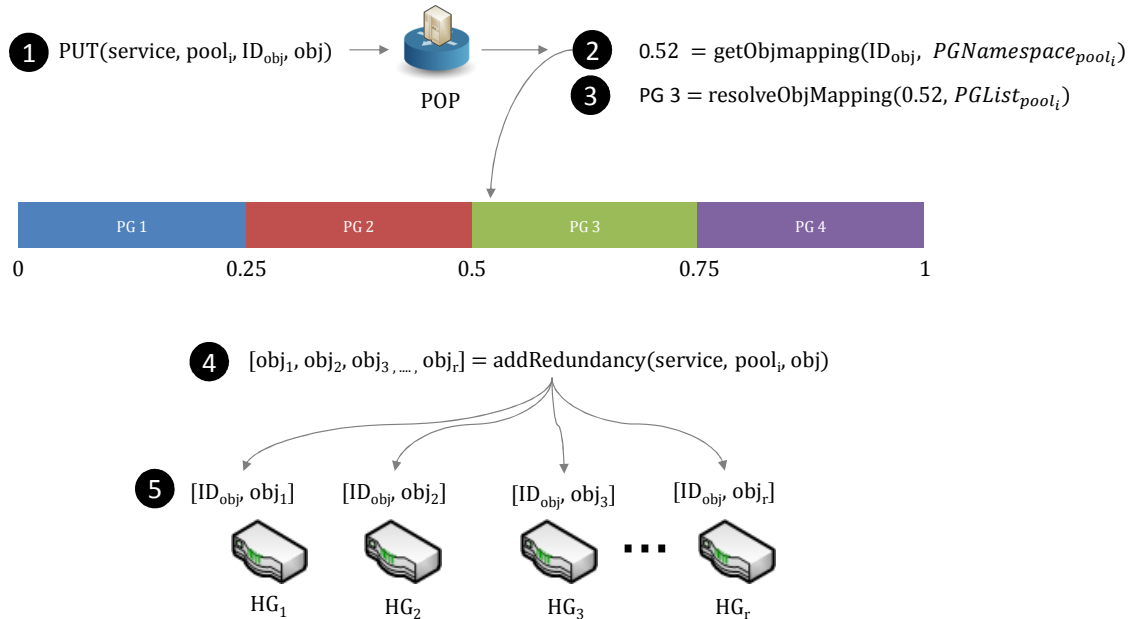 1 PUT(service, pool_i, ID_obj, obj)
POP
2 0.52 = getObjmapping(ID_obj, PGNamespace_pool_i)
3 PG 3 = resolveObjMapping(0.52, PGList_pool_i)
PG 1 PG 2 PG 3 PG 4
0 0.25 0.5 0.75 1
4 [obj_1, obj_2, obj_3 , ...., obj_r] = addRedundancy(service, pool_i, obj)
5 [ID_obj, obj_1] [ID_obj, obj_2] [ID_obj, obj_3] [ID_obj, obj_r]
...
HG_1 HG_2 HG_3 HG_r